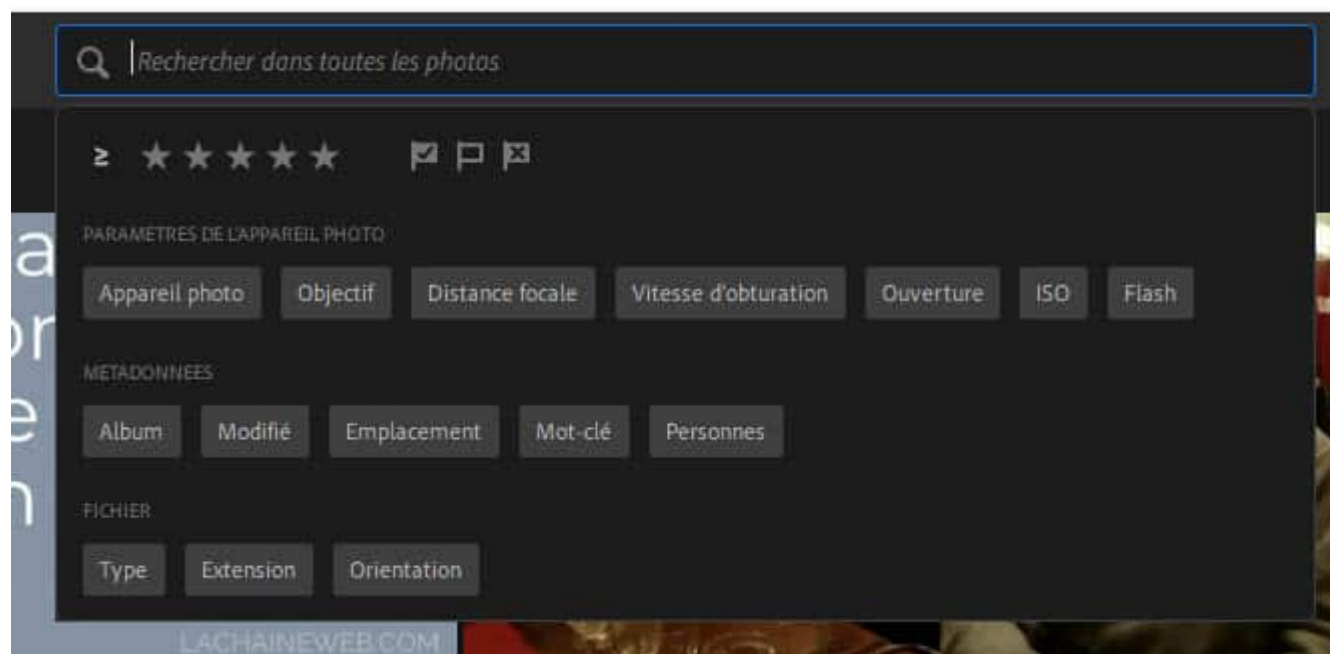 Rechercher dans toutes les photos
≥
PARAMETRES DE L'APPAREIL PHOTO
Appareil photo Objectif Distance focale Vitesse d'obturation Ouverture ISO Flash
METADONNEES
Album Modifié Emplacement Mot-clé Personnes
FICHIER
Type Extension Orientation
LACHAINEWEB.COM